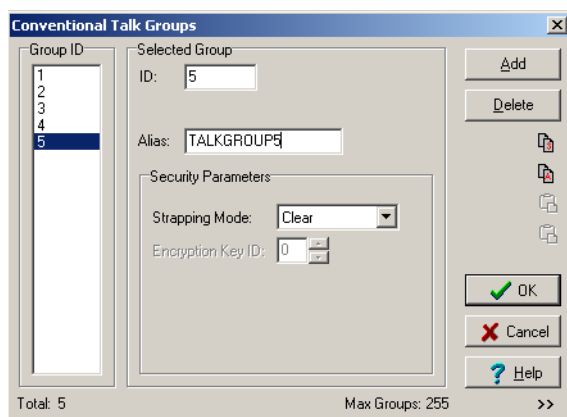 Conventional Talk Groups
Group ID
1
2
3
4
5
Selected Group
ID: 5
Alias: TALKGROUP5
Security Parameters
Strapping Mode: Clear
Encryption Key ID: 0
Add
Delete
OK
Cancel
Help
Total: 5
Max Groups: 255
>>